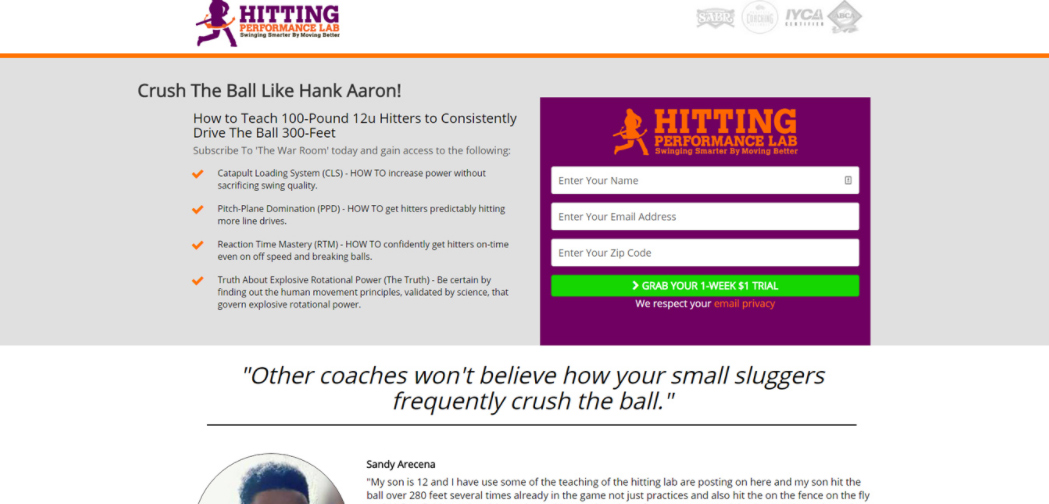 HITTING
PERFORMANCE LAB
Swinging Smarter By Moving Better
SABR
COACHING
IYCA
CERTIFIED
ABCA
Crush The Ball Like Hank Aaron!
How to Teach 100-Pound 12u Hitters to Consistently
Drive The Ball 300-Feet
Subscribe To 'The War Room' today and gain access to the following:
Catapult Loading System (CLS) - HOW TO increase power without
sacrificing swing quality.
Pitch-Plane Domination (PPD) - HOW TO get hitters predictably hitting
more line drives.
Reaction Time Mastery (RTM) - HOW TO confidently get hitters on-time
even on off speed and breaking balls.
Truth About Explosive Rotational Power (The Truth) - Be certain by
finding out the human movement principles, validated by science, that
govern explosive rotational power.
HITTING
PERFORMANCE LAB
Swinging Smarter By Moving Better
Enter Your Name
Enter Your Email Address
Enter Your Zip Code
GRAB YOUR 1-WEEK $1 TRIAL
We respect your email privacy
"Other coaches won't believe how your small sluggers
frequently crush the ball."
Sandy Arecena
"My son is 12 and I have use some of the teaching of the hitting lab are posting on here and my son hit the
ball over 280 feet several times already in the game not just practices and also hit the on the fence on the fly